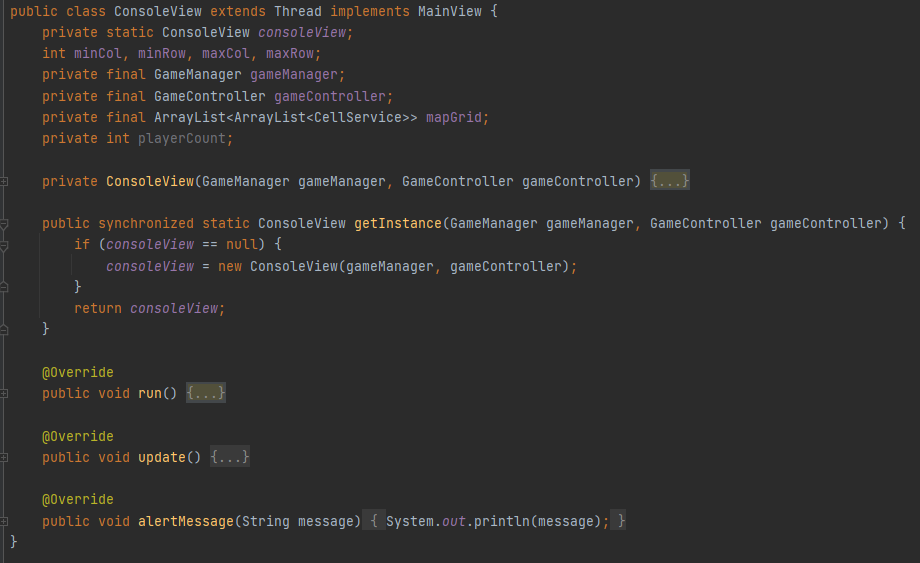 public class ConsoleView extends Thread implements MainView {
    private static ConsoleView consoleView;
    int minCol, minRow, maxCol, maxRow;
    private final GameManager gameManager;
    private final GameController gameController;
    private final ArrayList<ArrayList<CellService>> mapGrid;
    private int playerCount;

    private ConsoleView(GameManager gameManager, GameController gameController) {...}

    public synchronized static ConsoleView getInstance(GameManager gameManager, GameController gameController) {
        if (consoleView == null) {
            consoleView = new ConsoleView(gameManager, gameController);
        }
        return consoleView;
    }

    @Override
    public void run() {...}

    @Override
    public void update() {...}

    @Override
    public void alertMessage(String message) { System.out.println(message); }
}